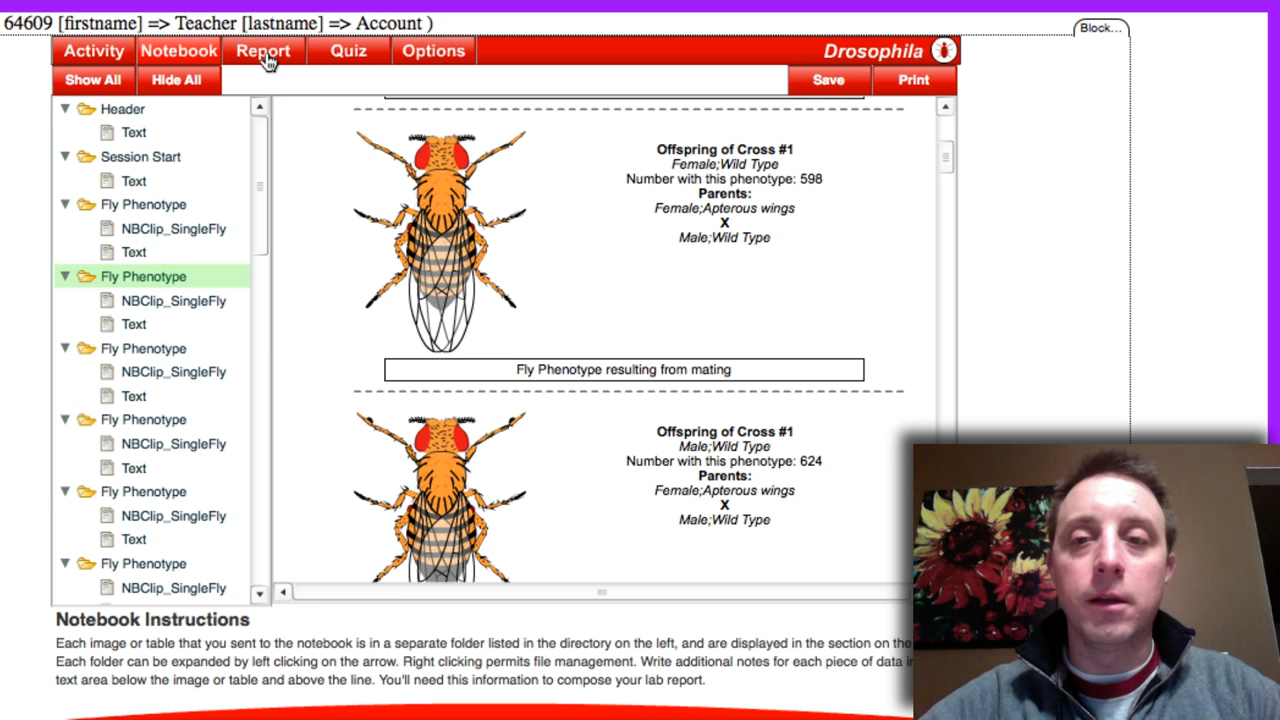 64609 [firstname] => Teacher [lastname] => Account )
Block...
Activity Notebook Report Quiz Options Drosophila
Show All Hide All Save Print
Header
Text
Session Start
Text
Fly Phenotype
NBClip_SingleFly
Text
Fly Phenotype
NBClip_SingleFly
Text
Fly Phenotype
NBClip_SingleFly
Text
Fly Phenotype
NBClip_SingleFly
Text
Fly Phenotype
NBClip_SingleFly
Text
Fly Phenotype
NBClip_SingleFly
Offspring of Cross #1
Female;Wild Type
Number with this phenotype: 598
Parents:
Female;Apterous wings
X
Male;Wild Type
Fly Phenotype resulting from mating
Offspring of Cross #1
Male;Wild Type
Number with this phenotype: 624
Parents:
Female;Apterous wings
X
Male;Wild Type
Notebook Instructions
Each image or table that you sent to the notebook is in a separate folder listed in the directory on the left, and are displayed in the section on the
Each folder can be expanded by left clicking on the arrow. Right clicking permits file management. Write additional notes for each piece of data i
text area below the image or table and above the line. You'll need this information to compose your lab report.